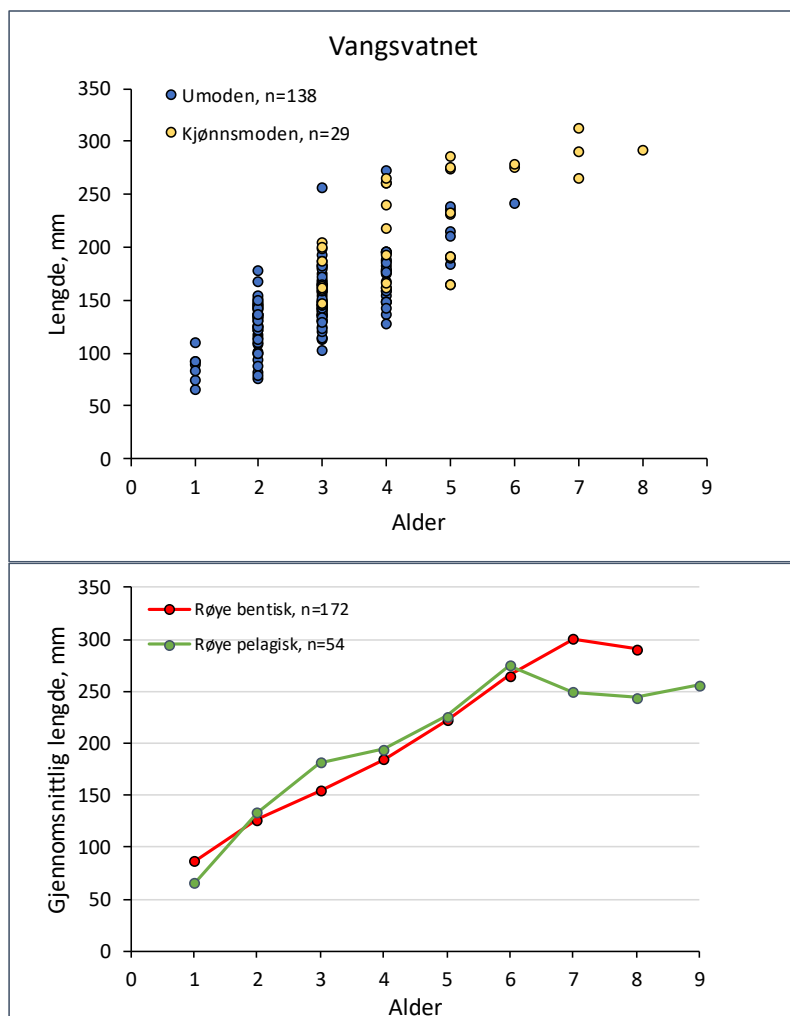 Vangsvatnet
350
300
250
200
150
100
50
0
Lengde, mm
Umoden, n=138
Kjønnsmoden, n=29
0 1 2 3 4 5 6 7 8 9
Alder
350
300
250
200
150
100
50
0
Gjennomsnittlig lengde, mm
Røye bentisk, n=172
Røye pelagisk, n=54
0 1 2 3 4 5 6 7 8 9
Alder